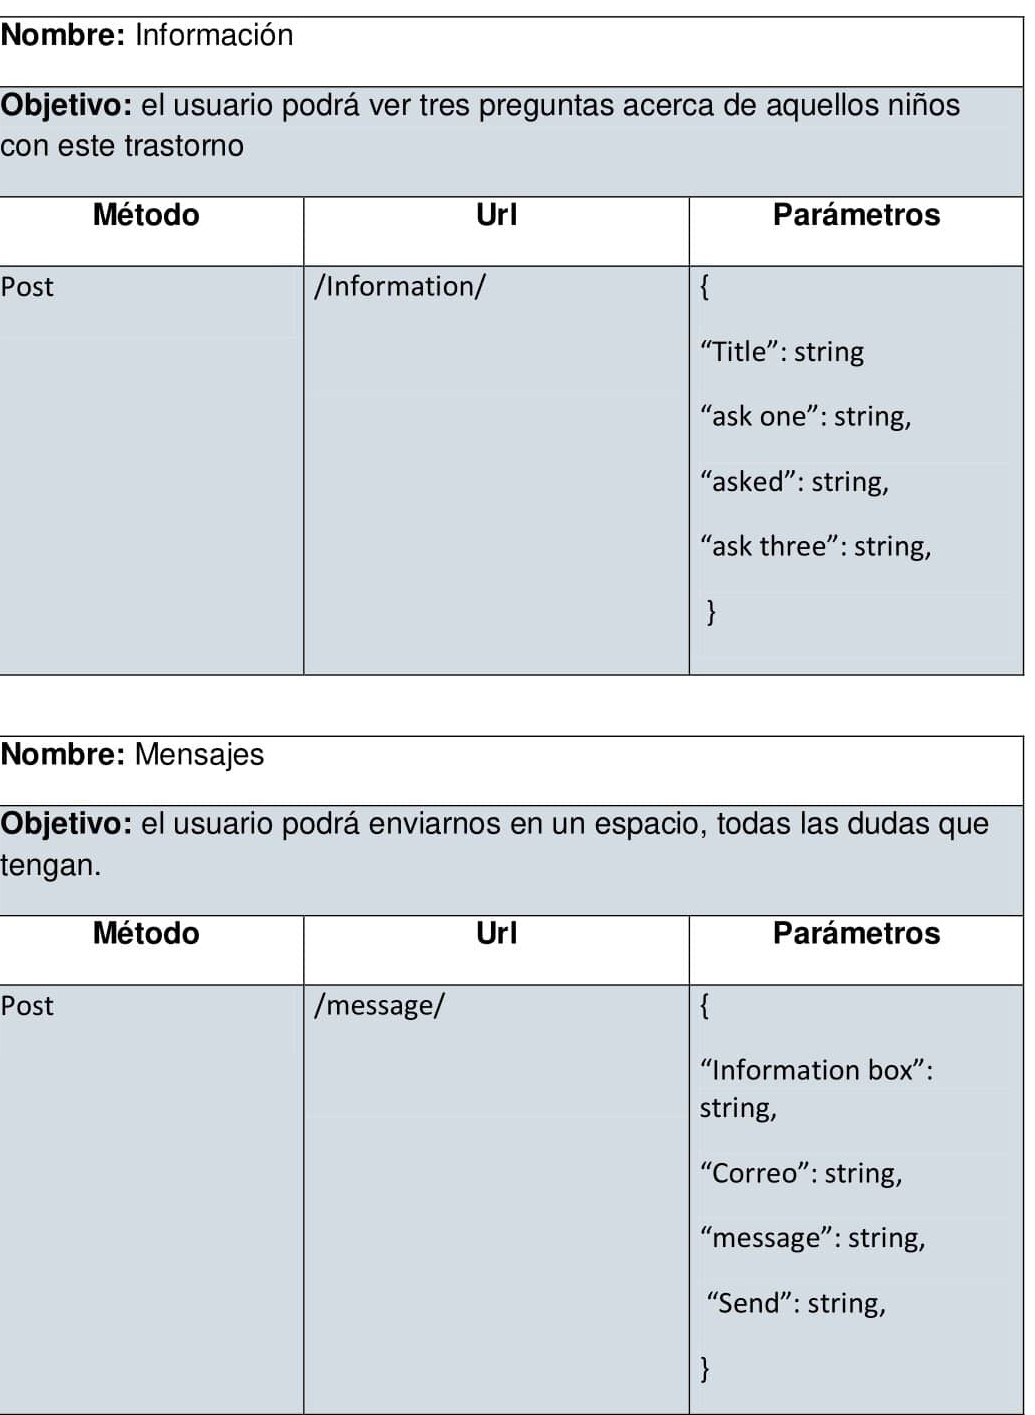 Nombre: Información
Objetivo: el usuario podrá ver tres preguntas acerca de aquellos niños
con este trastorno
Método Url Parámetros
Post /Information/ {
“Title”: string
“ask one”: string,
“asked”: string,
“ask three”: string,
}
Nombre: Mensajes
Objetivo: el usuario podrá enviarnos en un espacio, todas las dudas que
tengan.
Método Url Parámetros
Post /message/ {
“Information box”:
string,
“Correo”: string,
“message”: string,
“Send”: string,
}